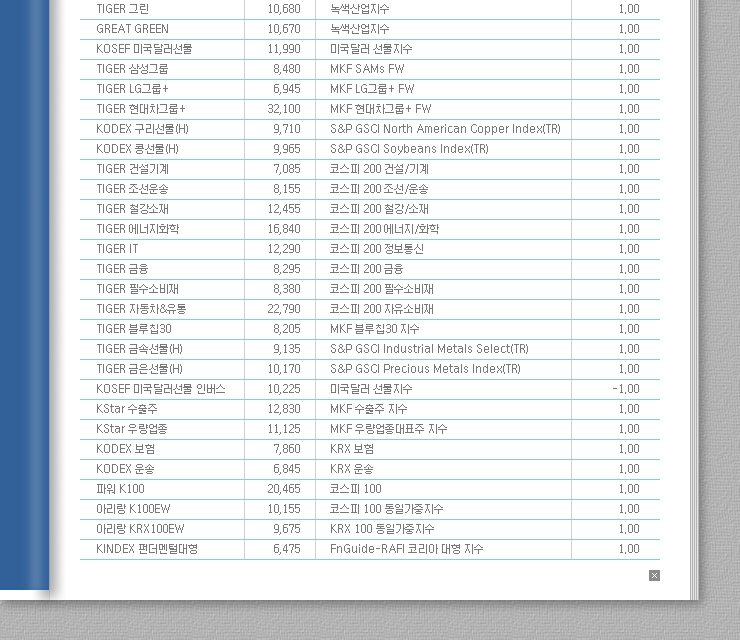 TIGER 그린 10,680 녹색산업지수 1.00
GREAT GREEN 10,670 녹색산업지수 1.00
KOSEF 미국달러선물 11,990 미국달러 선물지수 1.00
TIGER 삼성그룹 8,480 MKF SAMs FW 1.00
TIGER LG그룹+ 6,945 MKF LG그룹+ FW 1.00
TIGER 현대차그룹+ 32,100 MKF 현대차그룹+ FW 1.00
KODEX 구리선물(H) 9,710 S&P GSCI North American Copper Index(TR) 1.00
KODEX 콩선물(H) 9,965 S&P GSCI Soybeans Index(TR) 1.00
TIGER 건설기계 7,085 코스피 200 건설/기계 1.00
TIGER 조선운송 8,155 코스피 200 조선/운송 1.00
TIGER 철강소재 12,455 코스피 200 철강/소재 1.00
TIGER 에너지화학 16,840 코스피 200 에너지/화학 1.00
TIGER IT 12,290 코스피 200 정보통신 1.00
TIGER 금융 8,295 코스피 200 금융 1.00
TIGER 필수소비재 8,380 코스피 200 필수소비재 1.00
TIGER 자동차&유통 22,790 코스피 200 자유소비재 1.00
TIGER 블루칩30 8,205 MKF 블루칩30 지수 1.00
TIGER 금속선물(H) 9,135 S&P GSCI Industrial Metals Select(TR) 1.00
TIGER 금은선물(H) 10,170 S&P GSCI Precious Metals Index(TR) 1.00
KOSEF 미국달러선물 인버스 10,225 미국달러 선물지수 -1.00
KStar 수출주 12,830 MKF 수출주 지수 1.00
KStar 우량업종 11,125 MKF 우량업종대표주 지수 1.00
KODEX 보험 7,860 KRX 보험 1.00
KODEX 운송 6,845 KRX 운송 1.00
파워 K100 20,465 코스피 100 1.00
아리랑 K100EW 10,155 코스피 100 동일가중지수 1.00
아리랑 KRX100EW 9,675 KRX 100 동일가중지수 1.00
KINDEX 펀더멘털대형 6,475 FnGuide-RAFI 코리아 대형 지수 1.00